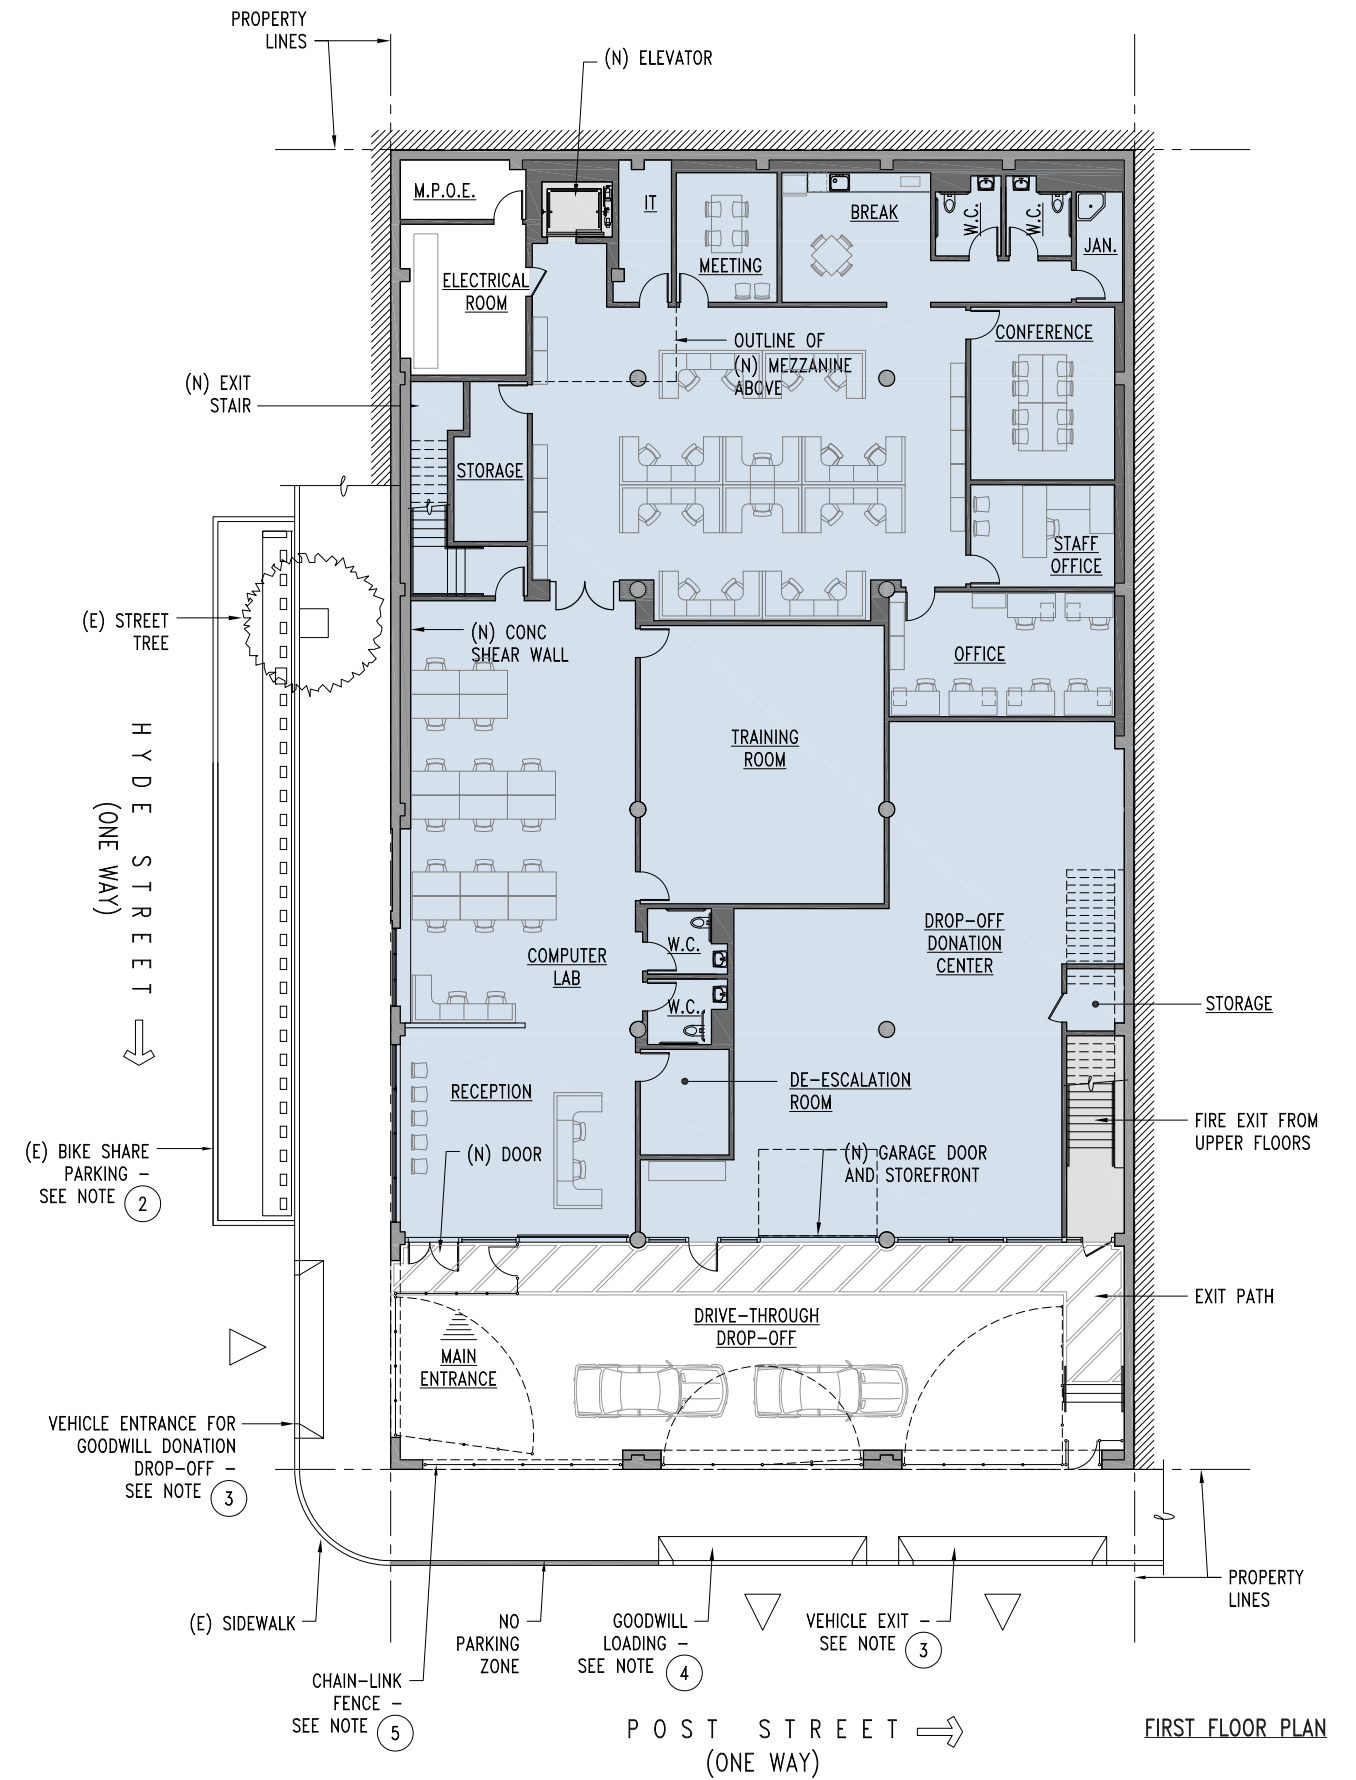 PROPERTY
LINES
(N) ELEVATOR
M.P.O.E.
IT
BREAK
W.C.
W.C.
JAN.
MEETING
ELECTRICAL
ROOM
CONFERENCE
OUTLINE OF
(N) MEZZANINE
ABOVE
(N) EXIT
STAIR
STORAGE
STAFF
OFFICE
(E) STREET
TREE
(N) CONC
SHEAR WALL
OFFICE
TRAINING
ROOM
HYDE STREET
(ONE WAY)
DROP-OFF
DONATION
CENTER
W.C.
COMPUTER
LAB
W.C.
STORAGE
RECEPTION
DE-ESCALATION
ROOM
FIRE EXIT FROM
UPPER FLOORS
(E) BIKE SHARE
PARKING -
SEE NOTE 2
(N) DOOR
(N) GARAGE DOOR
AND STOREFRONT
EXIT PATH
DRIVE-THROUGH
DROP-OFF
MAIN
ENTRANCE
VEHICLE ENTRANCE FOR
GOODWILL DONATION
DROP-OFF -
SEE NOTE 3
PROPERTY
LINES
(E) SIDEWALK
NO
PARKING
ZONE
GOODWILL
LOADING -
SEE NOTE 4
VEHICLE EXIT -
SEE NOTE 3
CHAIN-LINK
FENCE -
SEE NOTE 5
POST STREET
(ONE WAY)
FIRST FLOOR PLAN